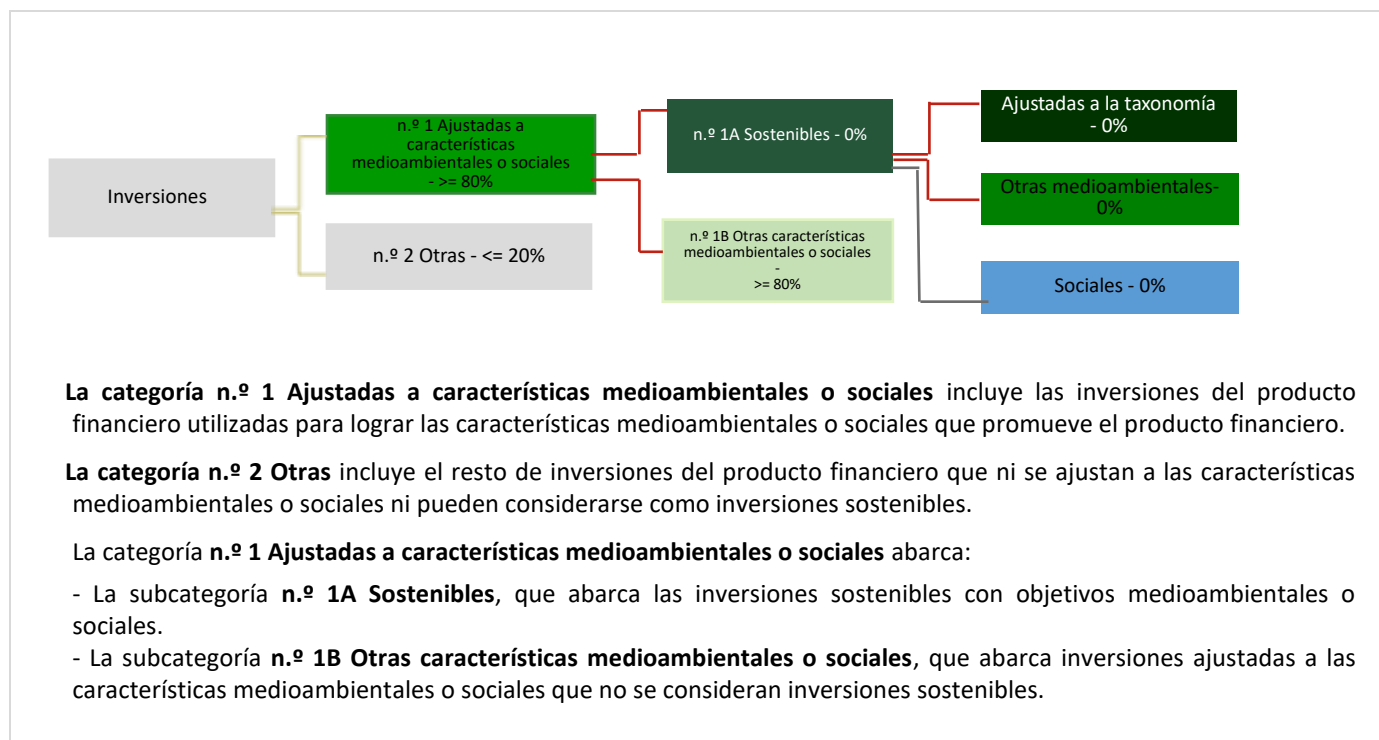 Inversiones
n.º 1 Ajustadas a
características
medioambientales o sociales
- >= 80%
n.º 2 Otras - <= 20%
n.º 1A Sostenibles - 0%
n.º 1B Otras características
medioambientales o sociales
-
>= 80%
Ajustadas a la taxonomía
- 0%
Otras medioambientales-
0%
Sociales - 0%
La categoría n.º 1 Ajustadas a características medioambientales o sociales incluye las inversiones del producto
financiero utilizadas para lograr las características medioambientales o sociales que promueve el producto financiero.
La categoría n.º 2 Otras incluye el resto de inversiones del producto financiero que ni se ajustan a las características
medioambientales o sociales ni pueden considerarse como inversiones sostenibles.
La categoría n.º 1 Ajustadas a características medioambientales o sociales abarca:
- La subcategoría n.º 1A Sostenibles, que abarca las inversiones sostenibles con objetivos medioambientales o
sociales.
- La subcategoría n.º 1B Otras características medioambientales o sociales, que abarca inversiones ajustadas a las
características medioambientales o sociales que no se consideran inversiones sostenibles.